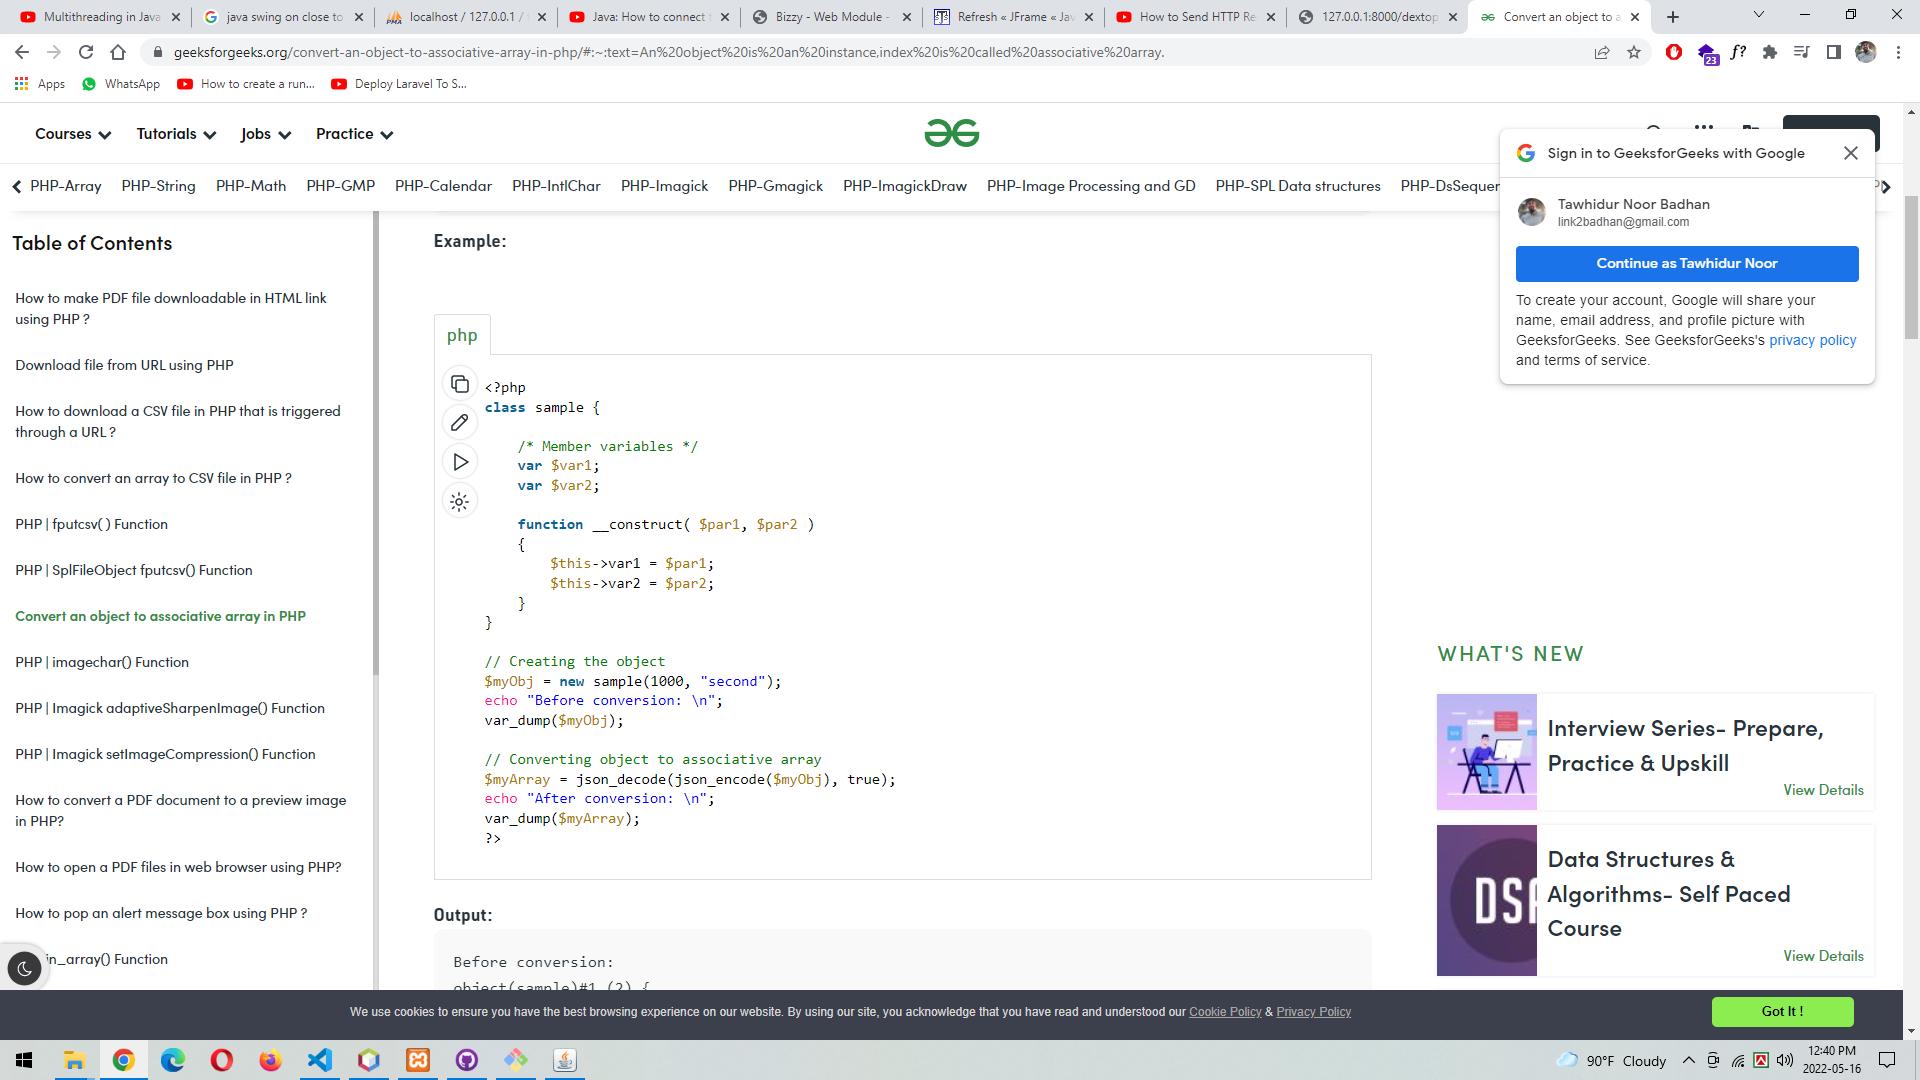 Multithreading in Java
java swing on close to
localhost / 127.0.0.1 /
Java: How to connect
Bizzy - Web Module -
Refresh « JFrame « Jav
How to Send HTTP Re
127.0.0.1:8000/dextop
Convert an object to a
geeksforgeeks.org/convert-an-object-to-associative-array-in-php/#:~:text=An%20object%20is%20an%20instance,index%20is%20called%20associative%20array.
23
f?
Apps
WhatsApp
How to create a run...
Deploy Laravel To S...
Courses
Tutorials
Jobs
Practice
PHP-Array
PHP-String
PHP-Math
PHP-GMP
PHP-Calendar
PHP-IntlChar
PHP-Imagick
PHP-Gmagick
PHP-ImagickDraw
PHP-Image Processing and GD
PHP-SPL Data structures
PHP-DsSequen
Sign in to GeeksforGeeks with Google
Tawhidur Noor Badhan
link2badhan@gmail.com
Continue as Tawhidur Noor
To create your account, Google will share your
name, email address, and profile picture with
GeeksforGeeks. See GeeksforGeeks's privacy policy
and terms of service.
Table of Contents
How to make PDF file downloadable in HTML link
using PHP ?
Download file from URL using PHP
How to download a CSV file in PHP that is triggered
through a URL ?
How to convert an array to CSV file in PHP ?
PHP | fputcsv( ) Function
PHP | SplFileObject fputcsv() Function
Convert an object to associative array in PHP
PHP | imagechar() Function
PHP | Imagick adaptiveSharpenImage() Function
PHP | Imagick setImageCompression() Function
How to convert a PDF document to a preview image
in PHP?
How to open a PDF files in web browser using PHP?
How to pop an alert message box using PHP ?
in_array() Function
Example:
php
<?php
class sample {
/* Member variables */
var $var1;
var $var2;
function __construct( $par1, $par2 )
{
$this->var1 = $par1;
$this->var2 = $par2;
}
}
// Creating the object
$myObj = new sample(1000, "second");
echo "Before conversion: \n";
var_dump($myObj);
// Converting object to associative array
$myArray = json_decode(json_encode($myObj), true);
echo "After conversion: \n";
var_dump($myArray);
?>
Output:
Before conversion:
object(sample)#1 (2) {
WHAT'S NEW
Interview Series- Prepare,
Practice & Upskill
View Details
DSA
Data Structures &
Algorithms- Self Paced
Course
View Details
We use cookies to ensure you have the best browsing experience on our website. By using our site, you acknowledge that you have read and understood our Cookie Policy & Privacy Policy
Got It !
90°F Cloudy
12:40 PM
2022-05-16